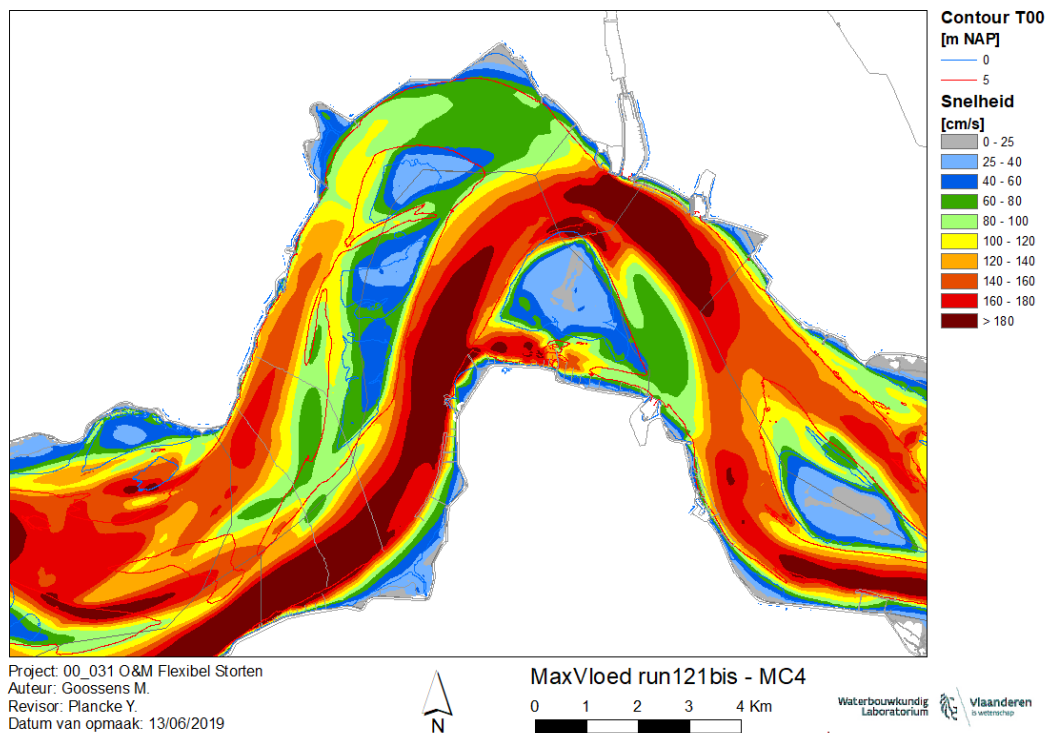 Contour T00
[m NAP]
0
5
Snelheid
[cm/s]
0 - 25
25 - 40
40 - 60
60 - 80
80 - 100
100 - 120
120 - 140
140 - 160
160 - 180
> 180
Project: 00_031 O&M Flexibel Storten
Auteur: Goossens M.
Revisor: Plancke Y.
Datum van opmaak: 13/06/2019
N
MaxVloed run121bis - MC4
0 1 2 3 4 Km
Waterbouwkundig
Laboratorium
Vlaanderen
is wetenschap